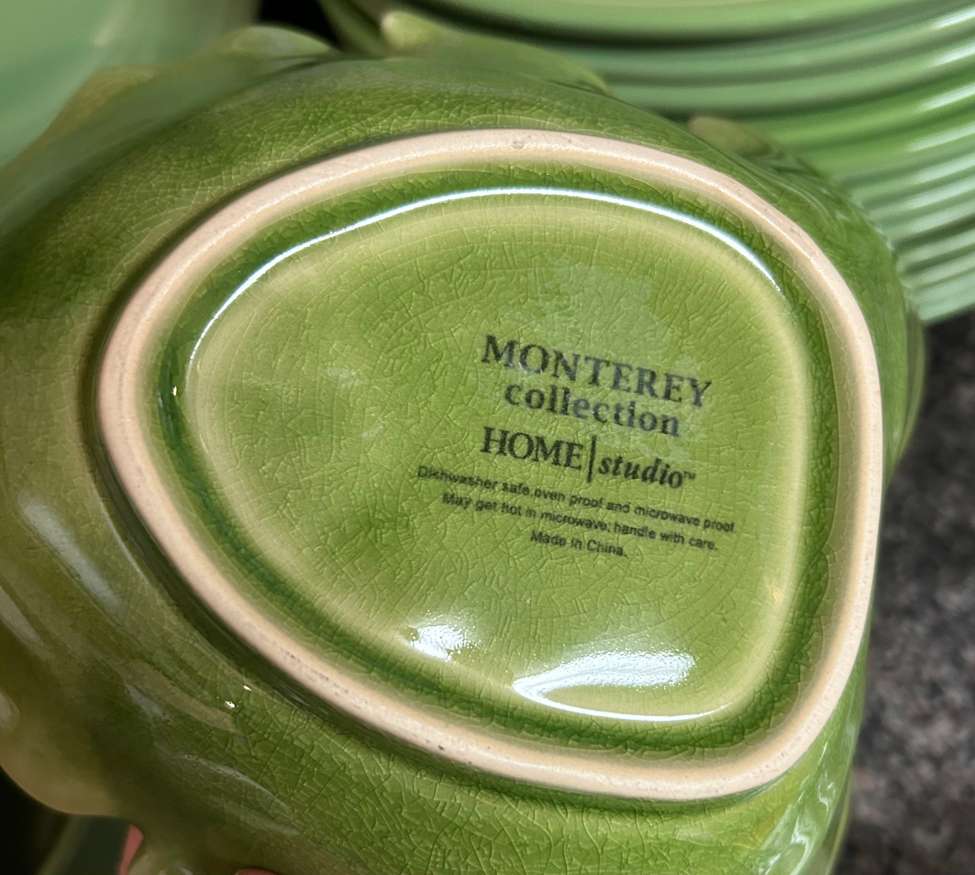 MONTEREY
collection
HOME|studio™
Dishwasher safe, oven proof and microwave proof.
May get hot in microwave; handle with care.
Made in China.